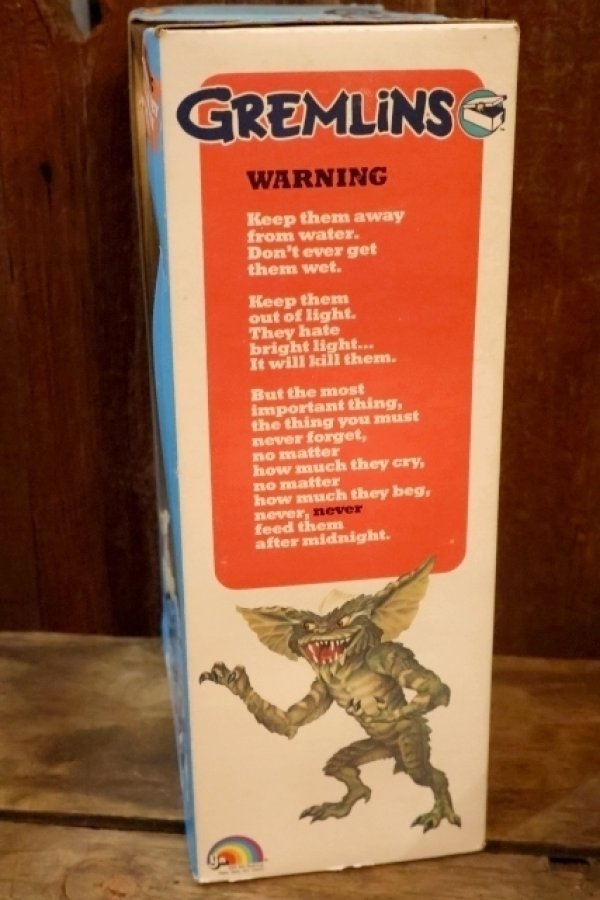 GREMLiNS
WARNING
Keep them away
from water.
Don't ever get
them wet.
Keep them
out of light.
They hate
bright light...
It will kill them.
But the most
important thing,
the thing you must
never forget,
no matter
how much they cry,
no matter
how much they beg,
never, never
feed them
after midnight.